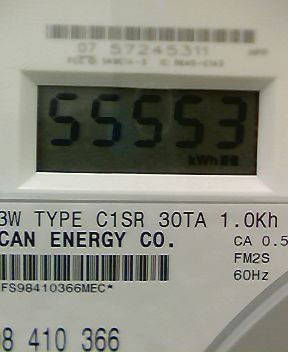 07 57245311
55553
kWh
3W TYPE C1SR 30TA 1.0Kh
CAN ENERGY CO.
CA 0.5
FM2S
60Hz
FS98410366MEC*
98 410 366